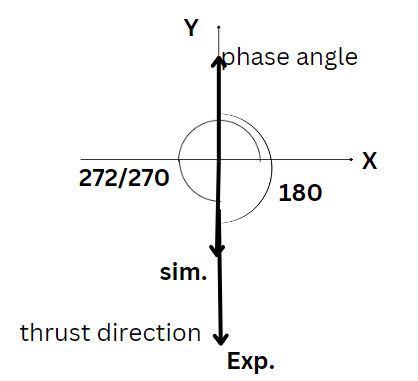 Y
phase angle
X
272/270
180
sim.
thrust direction
Exp.